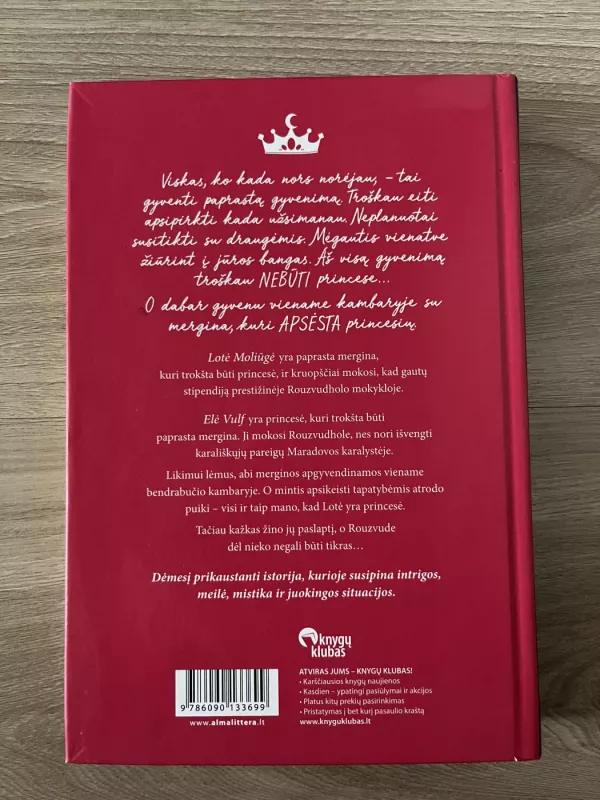 Viskas, ko kada nors norėjau, – tai
gyventi paprastą gyvenimą. Troškau eiti
apsipirkti kada užsimanau. Neplanuotai
susitikti su draugėmis. Mėgautis vienatve
žiūrint į jūros bangas. Aš visą gyvenimą
troškau NEBŪTI princese...
O dabar gyvenu viename kambaryje su
mergina, kuri APSĖSTA princesių.
Lotė Moliūgė yra paprasta mergina,
kuri trokšta būti princesė, ir kruopščiai mokosi, kad gautų
stipendiją prestižinėje Rouzvudholo mokykloje.
Elė Vulf yra princesė, kuri trokšta būti
paprasta mergina. Ji mokosi Rouzvudhole, nes nori išvengti
karališkųjų pareigų Maradovos karalystėje.
Likimui lėmus, abi merginos apgyvendinamos viename
bendrabučio kambaryje. O mintis apsikeisti tapatybėmis atrodo
puiki – visi ir taip mano, kad Lotė yra princesė.
Tačiau kažkas žino jų paslaptį, o Rouzvude
dėl nieko negali būti tikras…
Dėmesį prikaustanti istorija, kurioje susipina intrigos,
meilė, mistika ir juokingos situacijos.
knygų
klubas
ATVIRAS JUMS – KNYGŲ KLUBAS!
• Karščiausios knygų naujienos
• Kasdien – ypatingi pasiūlymai ir akcijos
• Platus kitų prekių pasirinkimas
• Pristatymas į bet kurį pasaulio kraštą
www.knyguklubas.lt
9 786090 133699
www.almalittera.lt